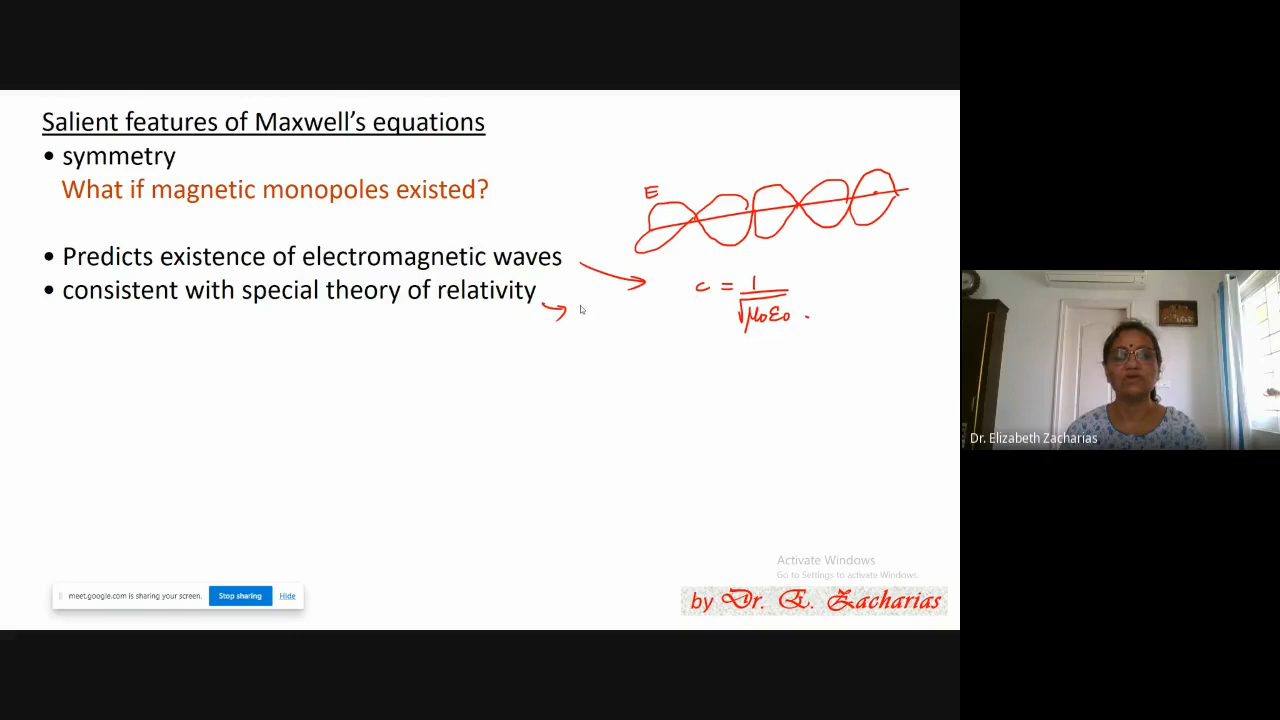 Salient features of Maxwell's equations
• symmetry
What if magnetic monopoles existed?
E
• Predicts existence of electromagnetic waves
• consistent with special theory of relativity
c = 1/√μ₀ε₀ .
Dr. Elizabeth Zacharias
Activate Windows
Go to Settings to activate Windows.
meet.google.com is sharing your screen. Stop sharing Hide
by Dr. E. Zacharias